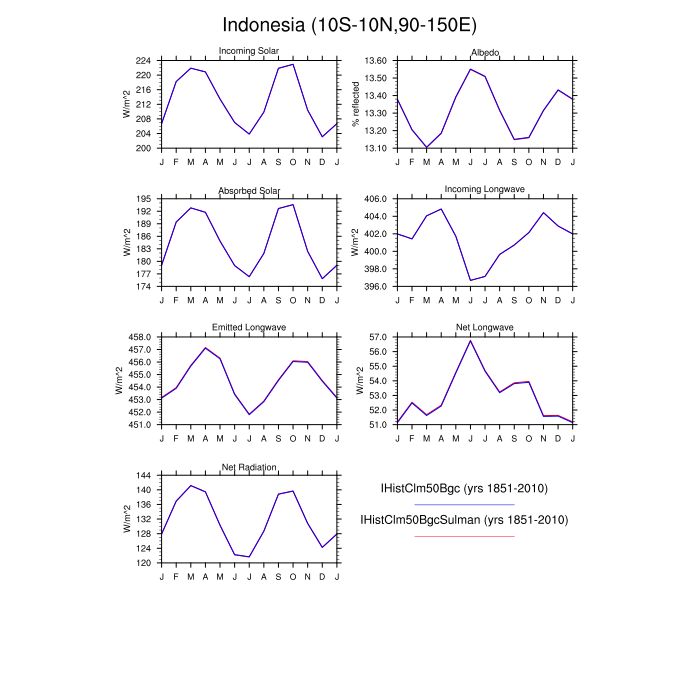 Indonesia (10S-10N,90-150E)
Incoming Solar
W/m^2
224
220
216
212
208
204
200
J F M A M J J A S O N D J
Albedo
% reflected
13.60
13.50
13.40
13.30
13.20
13.10
J F M A M J J A S O N D J
Absorbed Solar
W/m^2
195
192
189
186
183
180
177
174
J F M A M J J A S O N D J
Incoming Longwave
W/m^2
406.0
404.0
402.0
400.0
398.0
396.0
J F M A M J J A S O N D J
Emitted Longwave
W/m^2
458.0
457.0
456.0
455.0
454.0
453.0
452.0
451.0
J F M A M J J A S O N D J
Net Longwave
W/m^2
57.0
56.0
55.0
54.0
53.0
52.0
51.0
J F M A M J J A S O N D J
Net Radiation
W/m^2
144
140
136
132
128
124
120
J F M A M J J A S O N D J
IHistClm50Bgc (yrs 1851-2010)
IHistClm50BgcSulman (yrs 1851-2010)